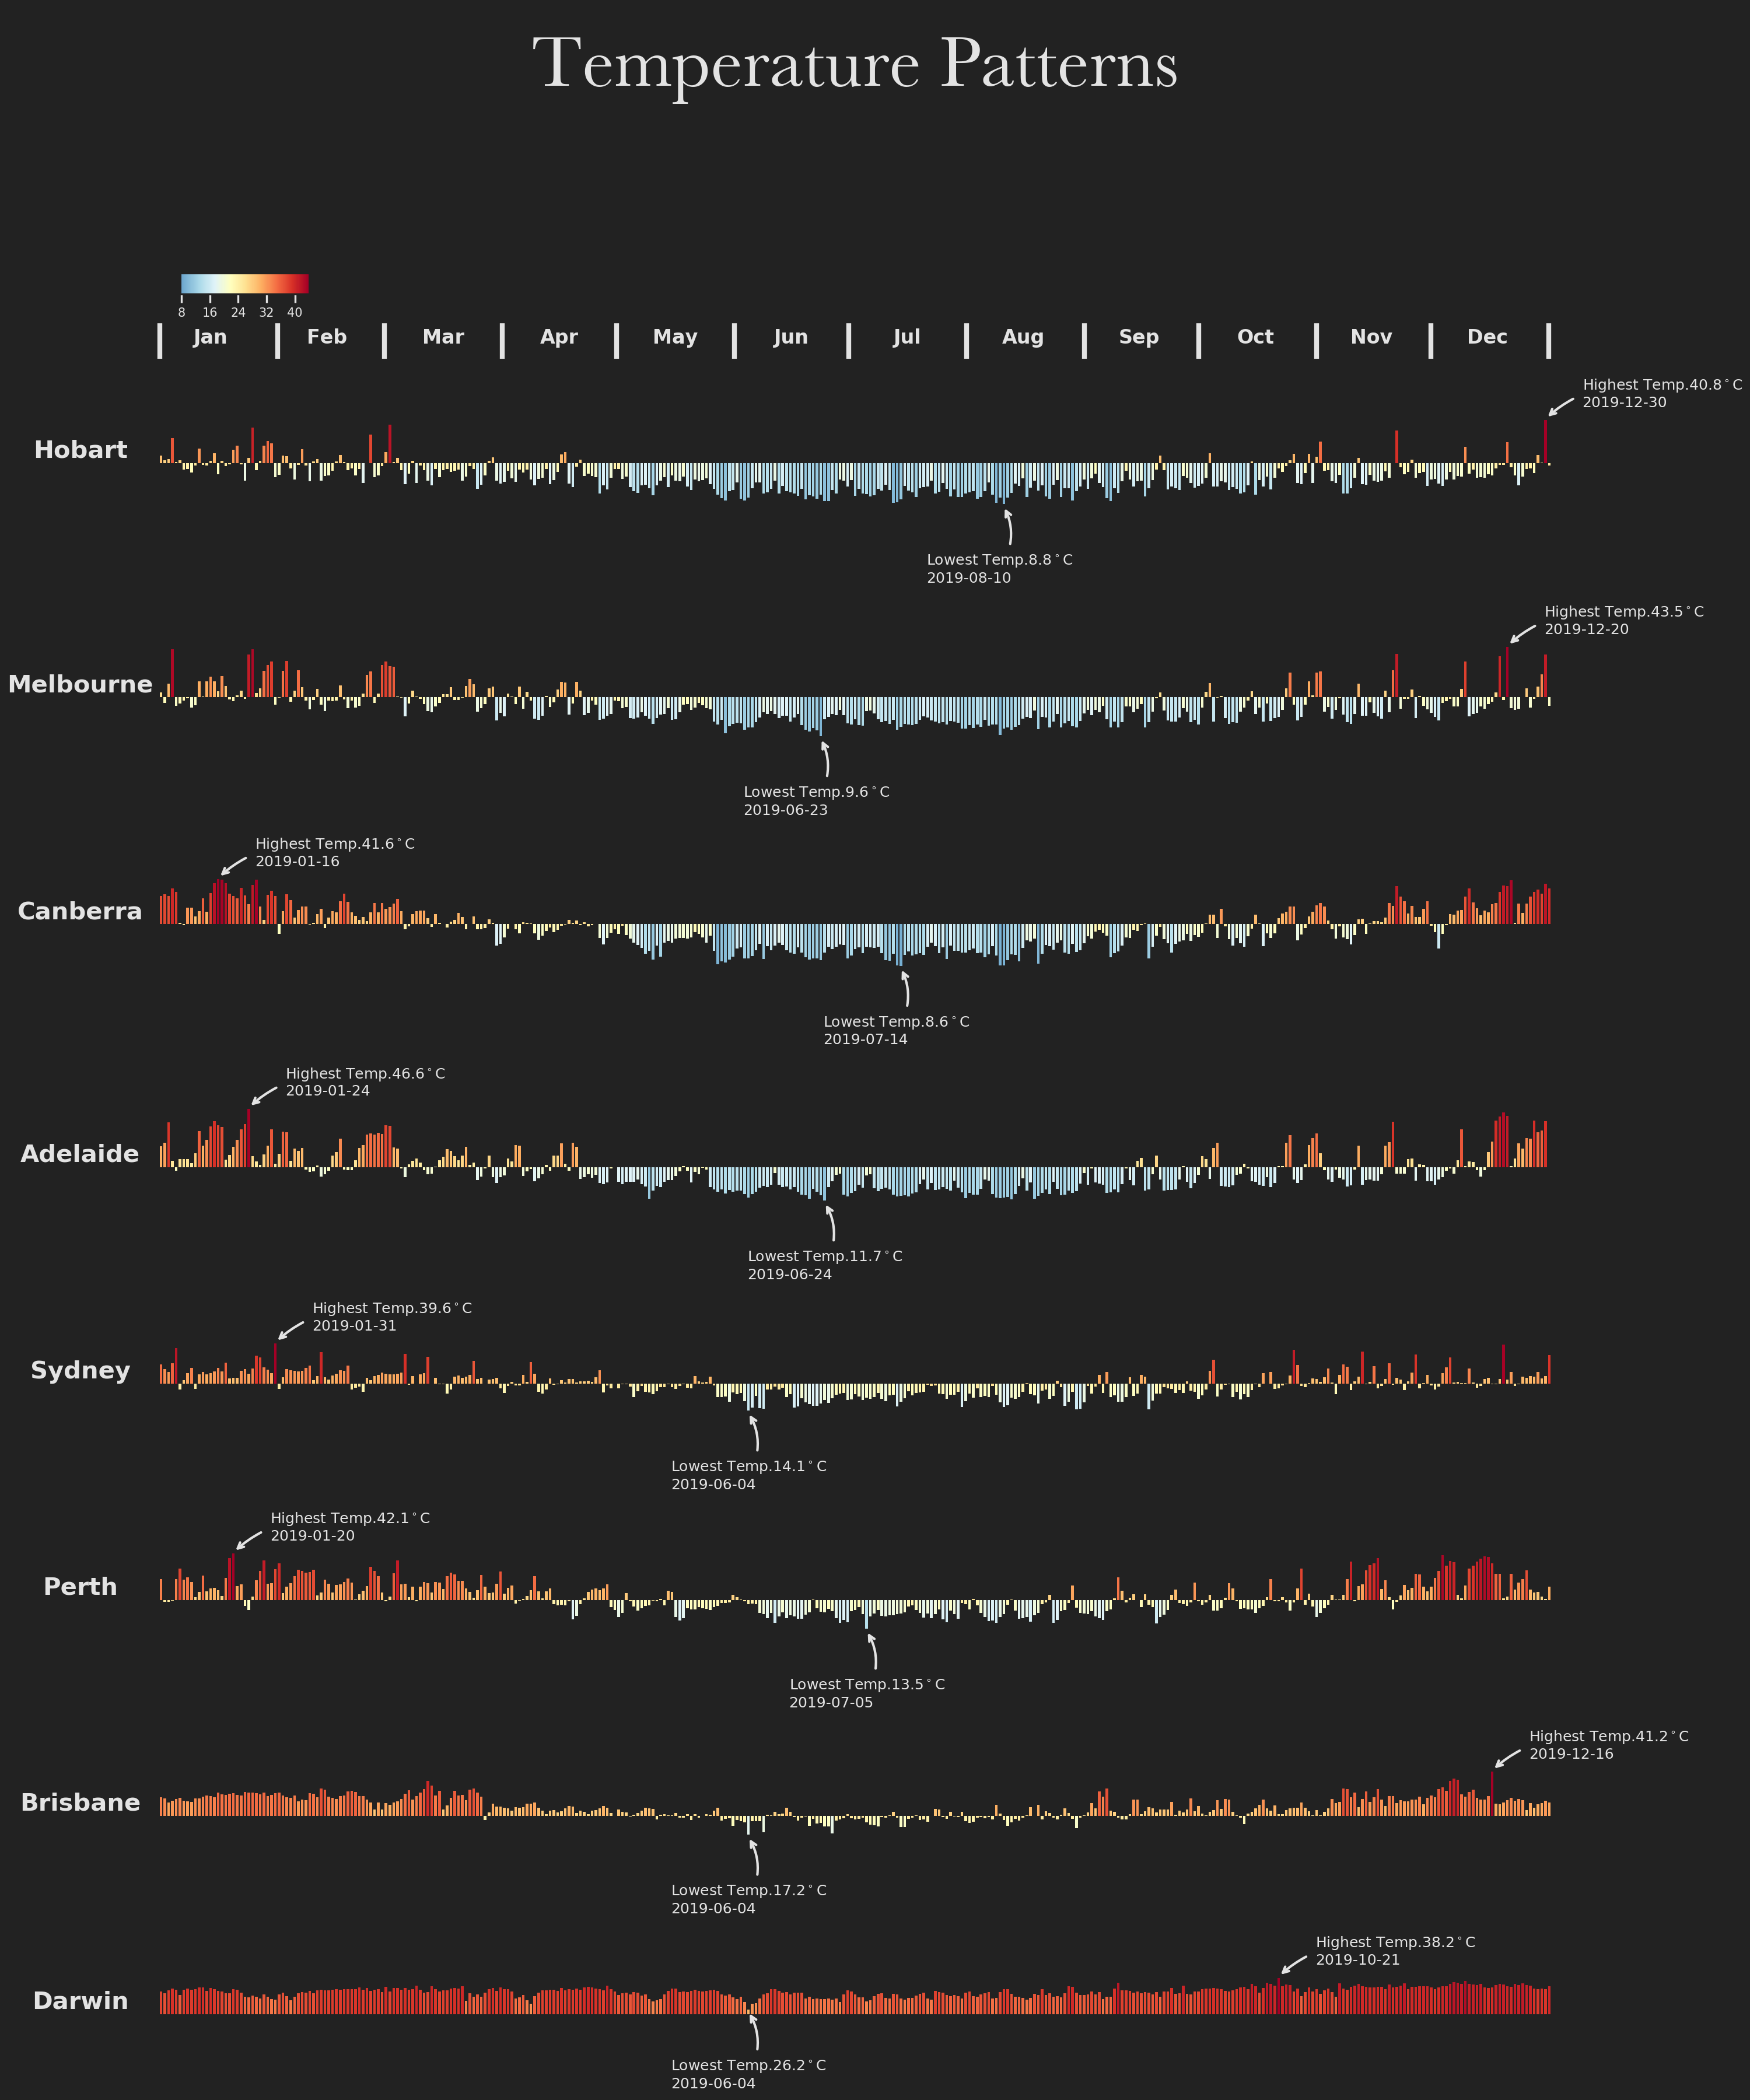 Temperature Patterns
8 16 24 32 40
Jan Feb Mar Apr May Jun Jul Aug Sep Oct Nov Dec
Highest Temp.40.8°C
2019-12-30
Hobart
Lowest Temp.8.8°C
2019-08-10
Highest Temp.43.5°C
2019-12-20
Melbourne
Lowest Temp.9.6°C
2019-06-23
Highest Temp.41.6°C
2019-01-16
Canberra
Lowest Temp.8.6°C
2019-07-14
Highest Temp.46.6°C
2019-01-24
Adelaide
Lowest Temp.11.7°C
2019-06-24
Highest Temp.39.6°C
2019-01-31
Sydney
Lowest Temp.14.1°C
2019-06-04
Highest Temp.42.1°C
2019-01-20
Perth
Lowest Temp.13.5°C
2019-07-05
Highest Temp.41.2°C
2019-12-16
Brisbane
Lowest Temp.17.2°C
2019-06-04
Highest Temp.38.2°C
2019-10-21
Darwin
Lowest Temp.26.2°C
2019-06-04